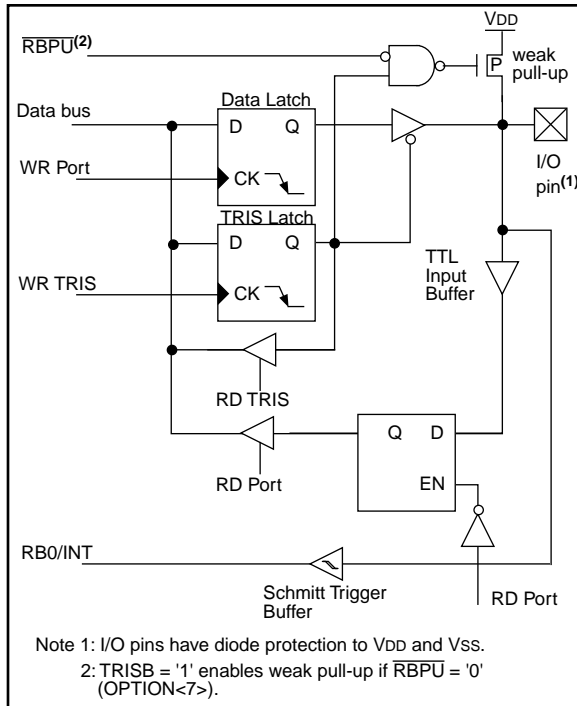 VDD
RBPU(2)
weak
pull-up
P
Data bus
Data Latch
D Q
WR Port
CK
I/O
pin(1)
TRIS Latch
D Q
TTL
Input
Buffer
WR TRIS
CK
RD TRIS
Q D
RD Port
EN
RB0/INT
Schmitt Trigger
Buffer
RD Port
Note 1: I/O pins have diode protection to VDD and VSS.
2: TRISB = '1' enables weak pull-up if RBPU = '0'
(OPTION<7>).